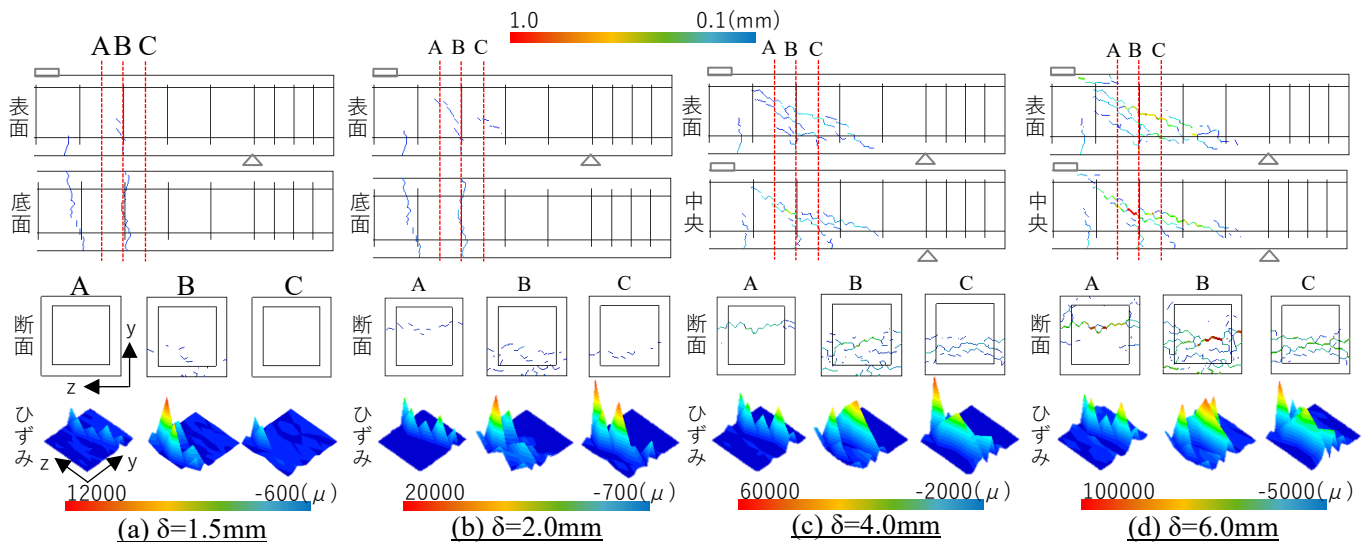 1.0 0.1(mm)
A B C
表面
底面
A B C
断面
y
z
ひずみ
z y
12000 -600(μ)
(a) δ=1.5mm
A B C
表面
底面
A B C
断面
ひずみ
20000 -700(μ)
(b) δ=2.0mm
A B C
表面
中央
A B C
断面
ひずみ
60000 -2000(μ)
(c) δ=4.0mm
A B C
表面
中央
A B C
断面
ひずみ
100000 -5000(μ)
(d) δ=6.0mm